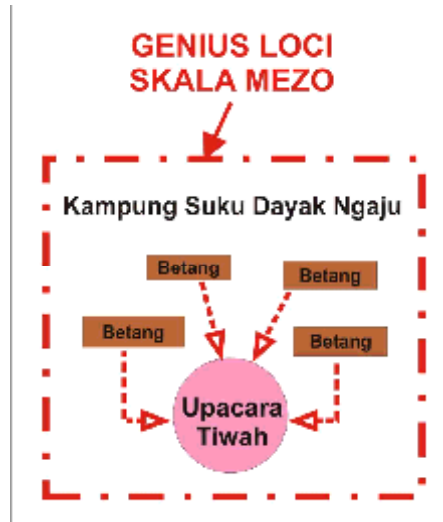 GENIUS LOCI
SKALA MEZO
Kampung Suku Dayak Ngaju
Betang
Betang
Betang
Betang
Upacara
Tiwah